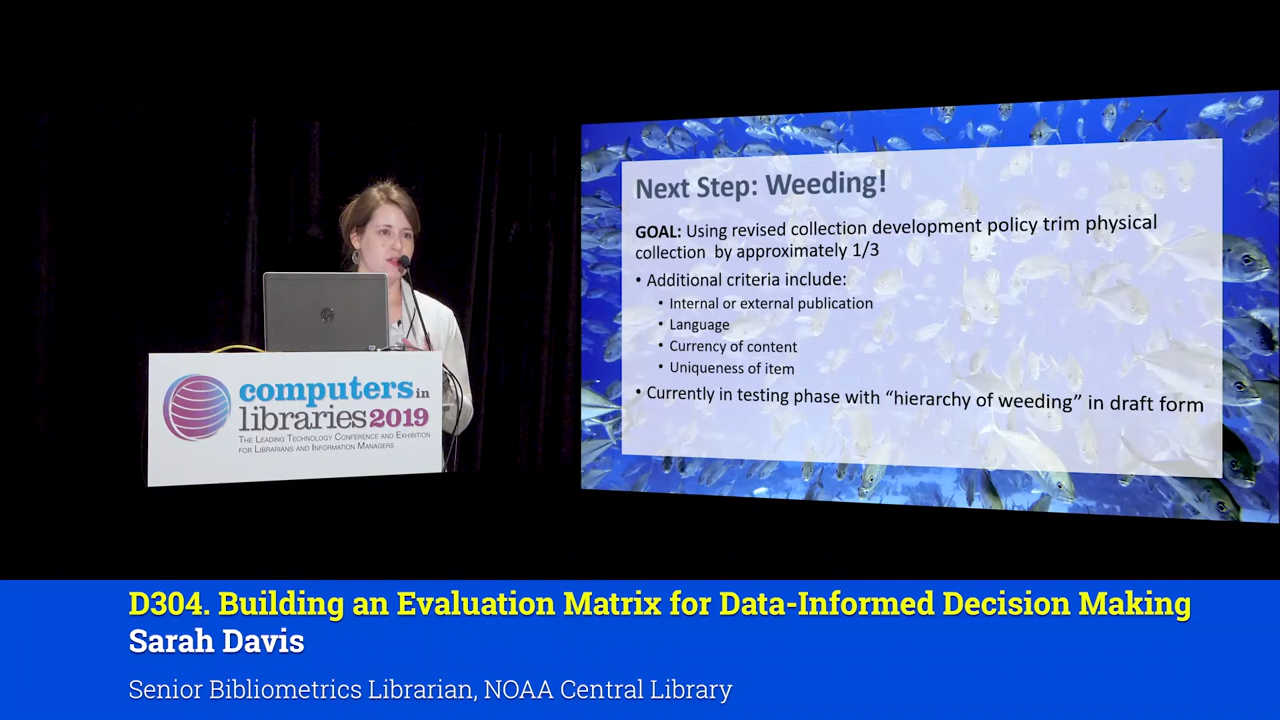 Next Step: Weeding!
GOAL: Using revised collection development policy trim physical
collection by approximately 1/3
• Additional criteria include:
• Internal or external publication
• Language
• Currency of content
• Uniqueness of item
• Currently in testing phase with “hierarchy of weeding” in draft form
computers in
libraries 2019
The Leading Technology Conference and Exhibition
for Librarians and Information Managers
D304. Building an Evaluation Matrix for Data-Informed Decision Making
Sarah Davis
Senior Bibliometrics Librarian, NOAA Central Library